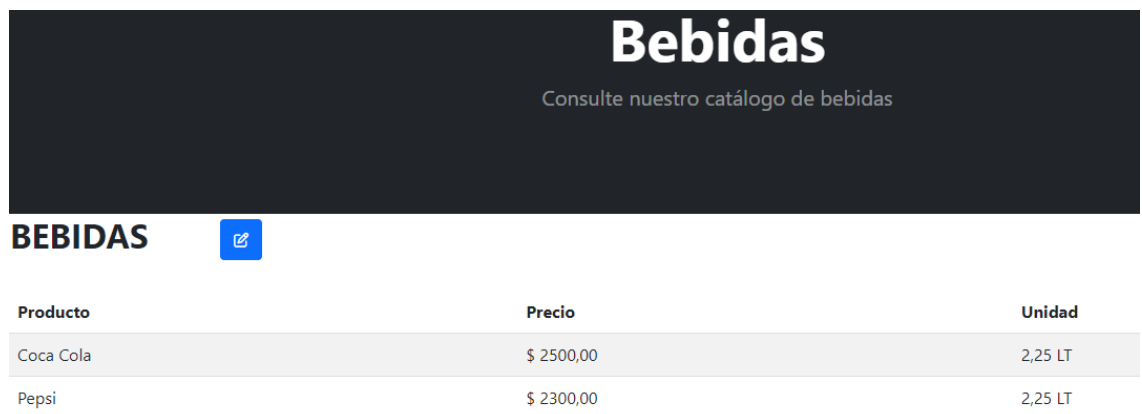 Bebidas
Consulte nuestro catálogo de bebidas
BEBIDAS
Producto Precio Unidad
Coca Cola $ 2500,00 2,25 LT
Pepsi $ 2300,00 2,25 LT